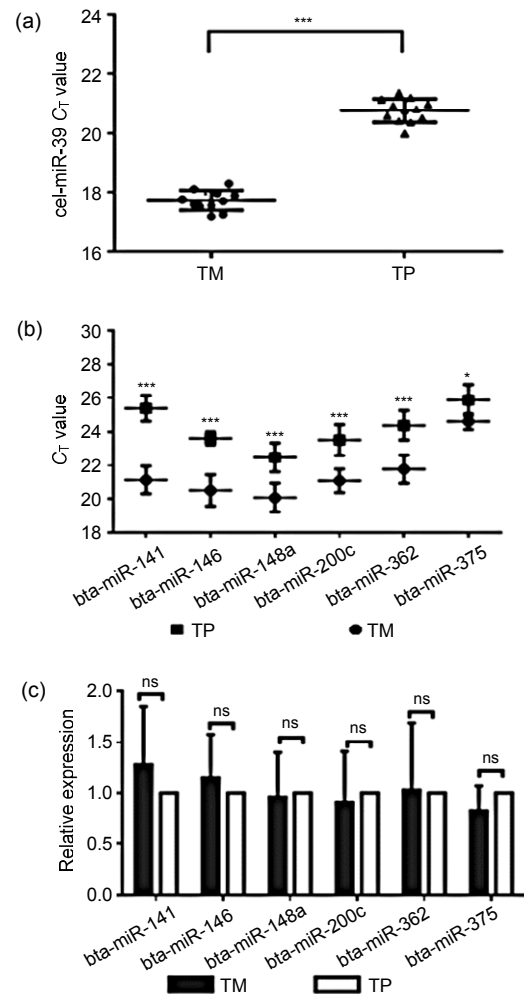 (a)
***
24
22
20
18
16
cel-miR-39 CT value
TM
TP
(b)
30
28
26
24
22
20
18
CT value
***
***
***
***
***
*
bta-miR-141
bta-miR-146
bta-miR-148a
bta-miR-200c
bta-miR-362
bta-miR-375
TP
TM
(c)
2.0
1.5
1.0
0.5
0.0
Relative expression
ns
ns
ns
ns
ns
ns
bta-miR-141
bta-miR-146
bta-miR-148a
bta-miR-200c
bta-miR-362
bta-miR-375
TM
TP